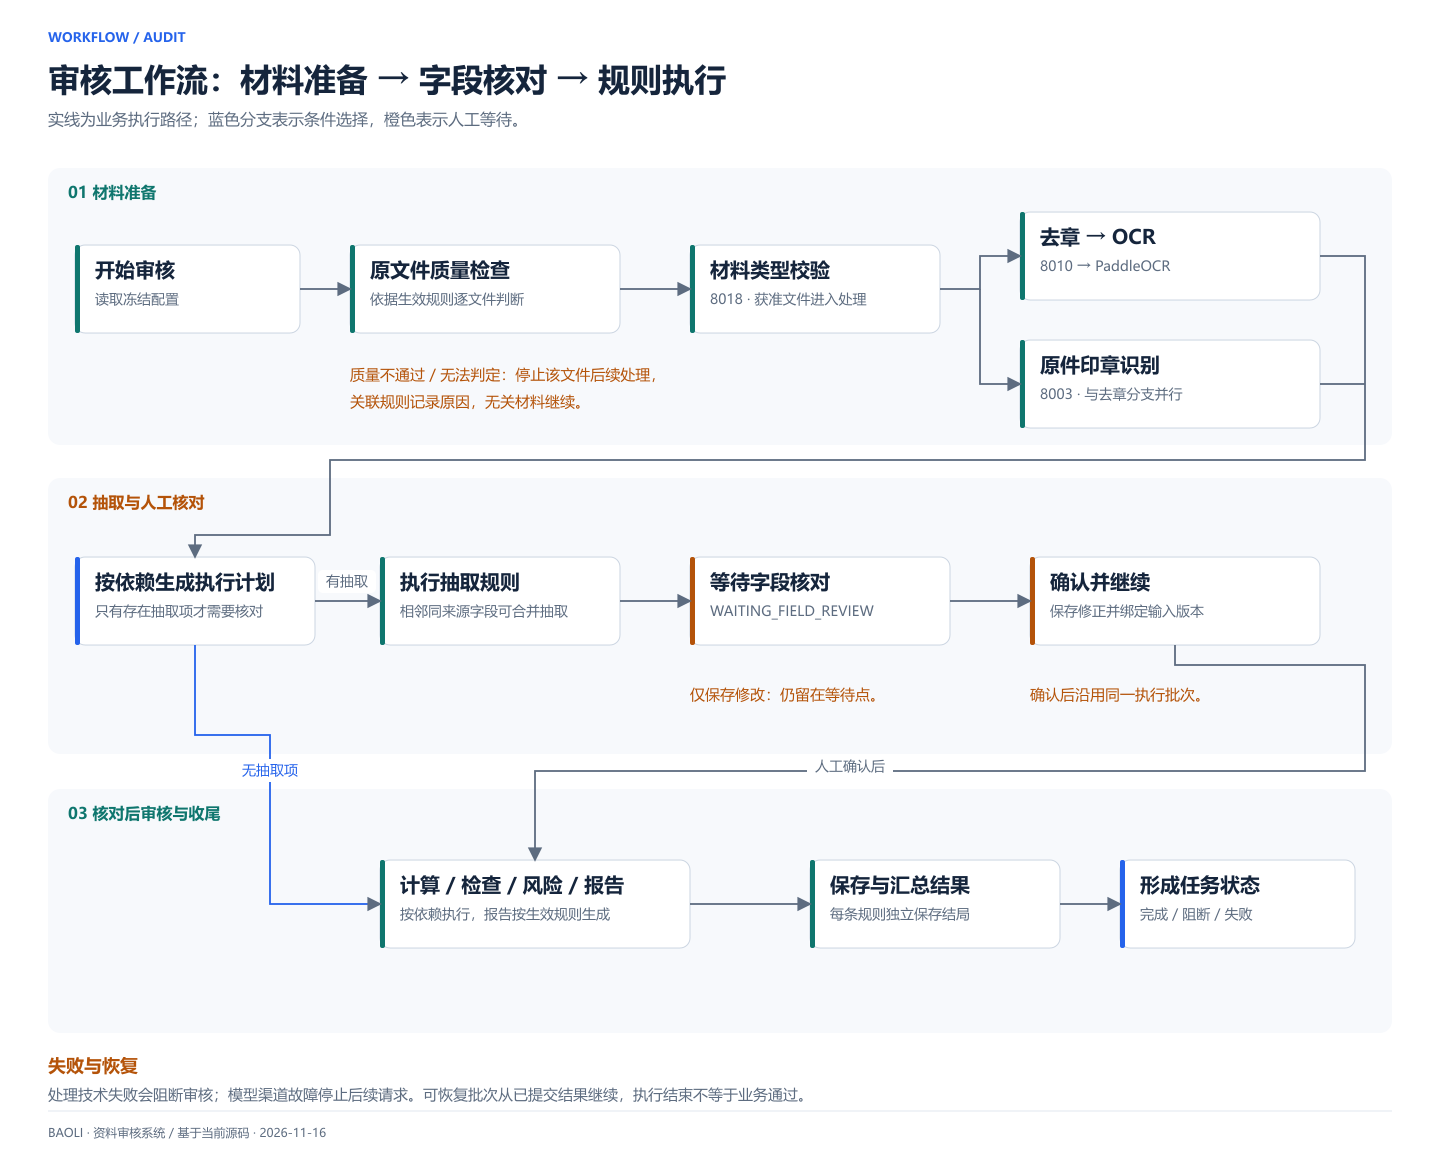 WORKFLOW / AUDIT
审核工作流：材料准备 → 字段核对 → 规则执行
实线为业务执行路径；蓝色分支表示条件选择，橙色表示人工等待。
01 材料准备
开始审核
读取冻结配置
原文件质量检查
依据生效规则逐文件判断
材料类型校验
8018 · 获准文件进入处理
去章 → OCR
8010 → PaddleOCR
原件印章识别
8003 · 与去章分支并行
质量不通过 / 无法判定：停止该文件后续处理，
关联规则记录原因，无关材料继续。
02 抽取与人工核对
按依赖生成执行计划
只有存在抽取项才需要核对
有抽取
执行抽取规则
相邻同来源字段可合并抽取
等待字段核对
WAITING_FIELD_REVIEW
确认并继续
保存修正并绑定输入版本
仅保存修改：仍留在等待点。
确认后沿用同一执行批次。
无抽取项
人工确认后
03 核对后审核与收尾
计算 / 检查 / 风险 / 报告
按依赖执行，报告按生效规则生成
保存与汇总结果
每条规则独立保存结局
形成任务状态
完成 / 阻断 / 失败
失败与恢复
处理技术失败会阻断审核；模型渠道故障停止后续请求。可恢复批次从已提交结果继续，执行结束不等于业务通过。
BAOLI · 资料审核系统 / 基于当前源码 · 2026-11-16